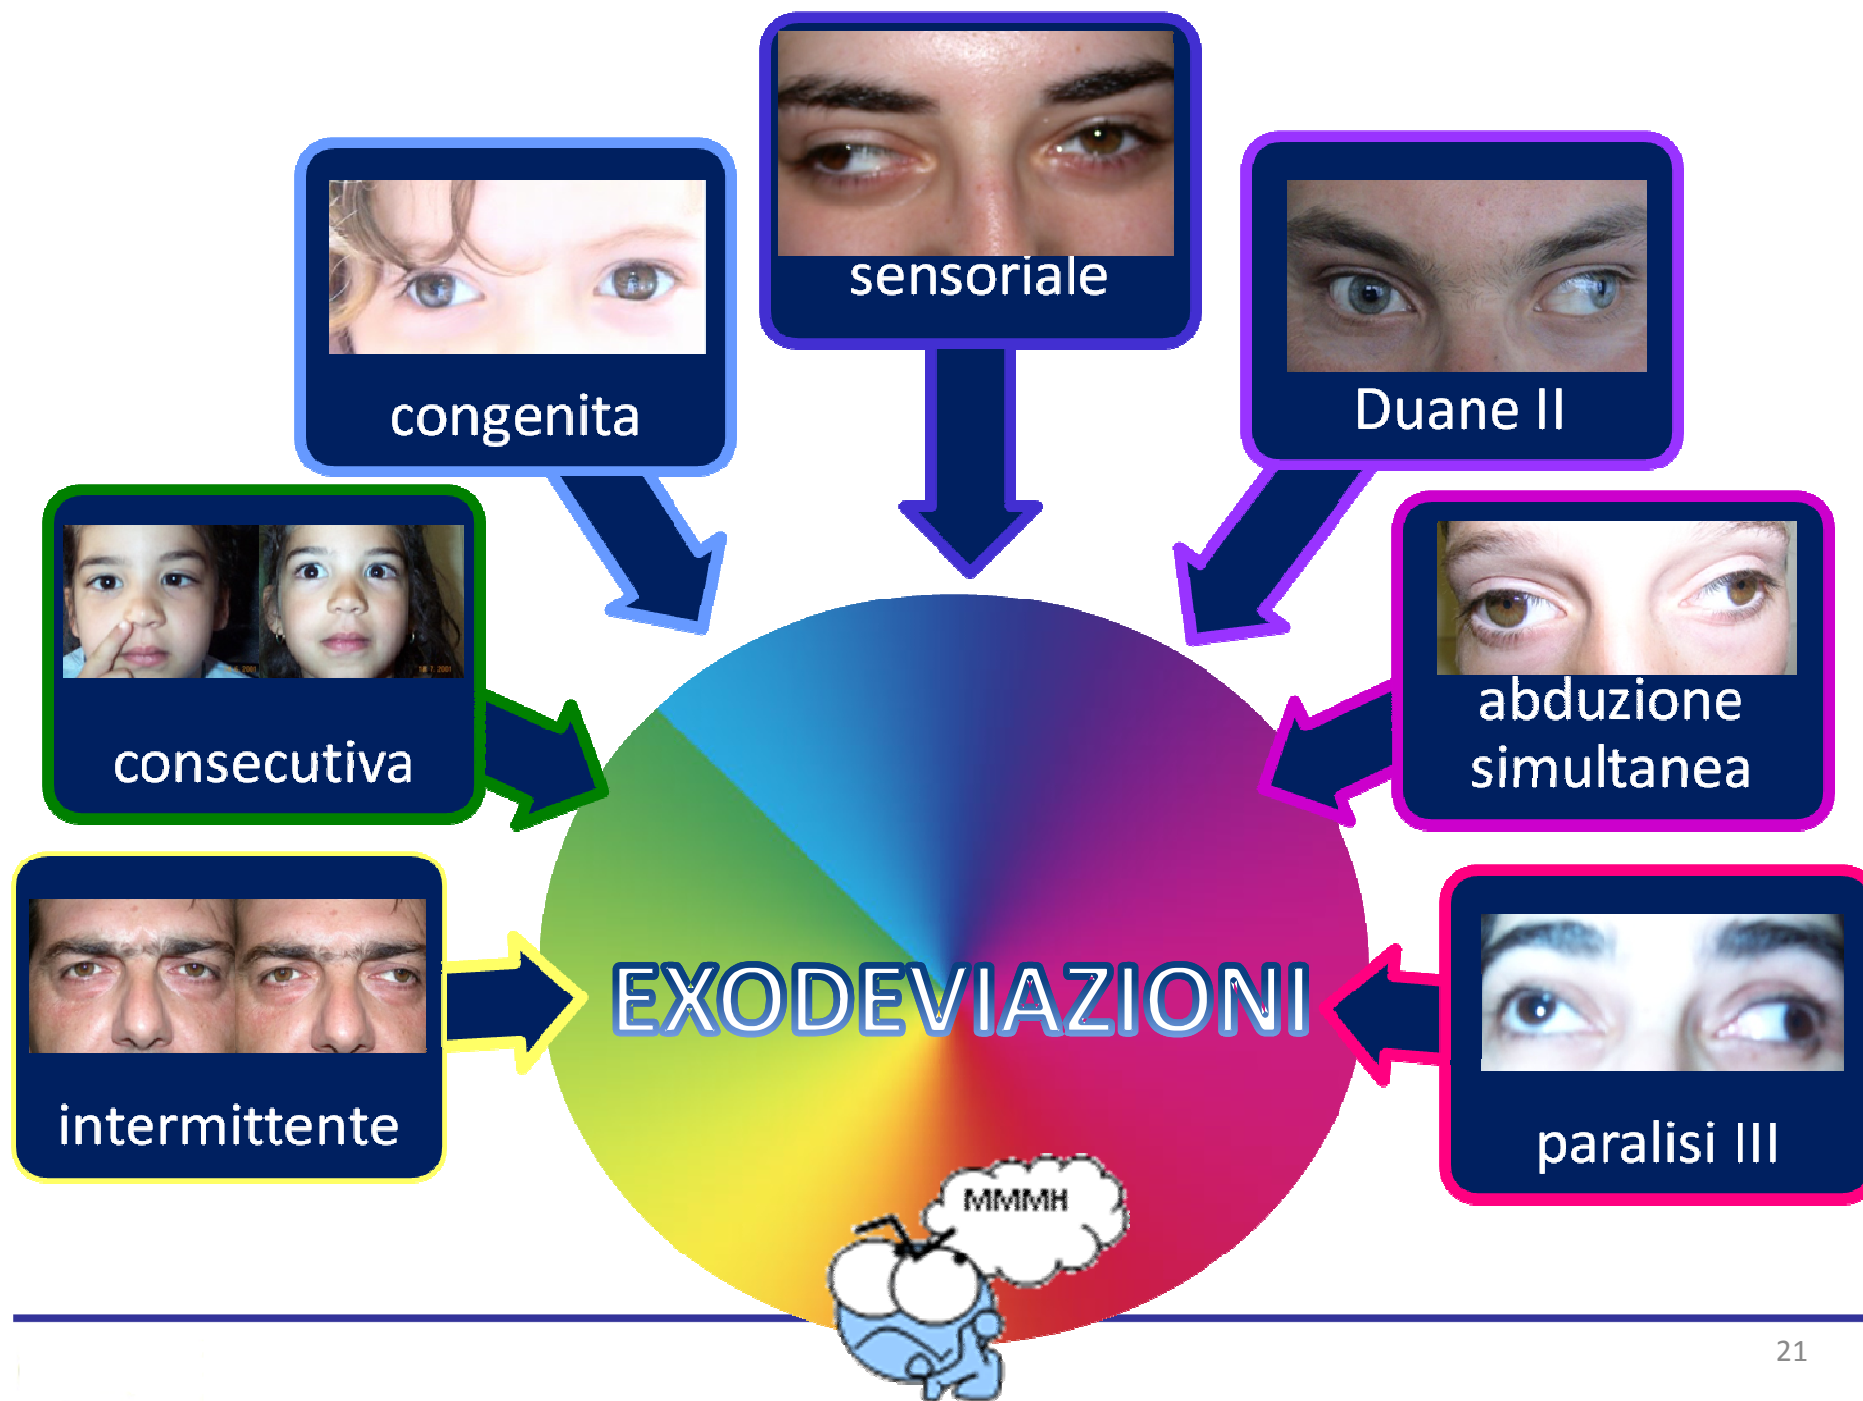 sensoriale
congenita
Duane II
consecutiva
abduzione
simultanea
intermittente
EXODEVIAZIONI
paralisi III
MMMH
21